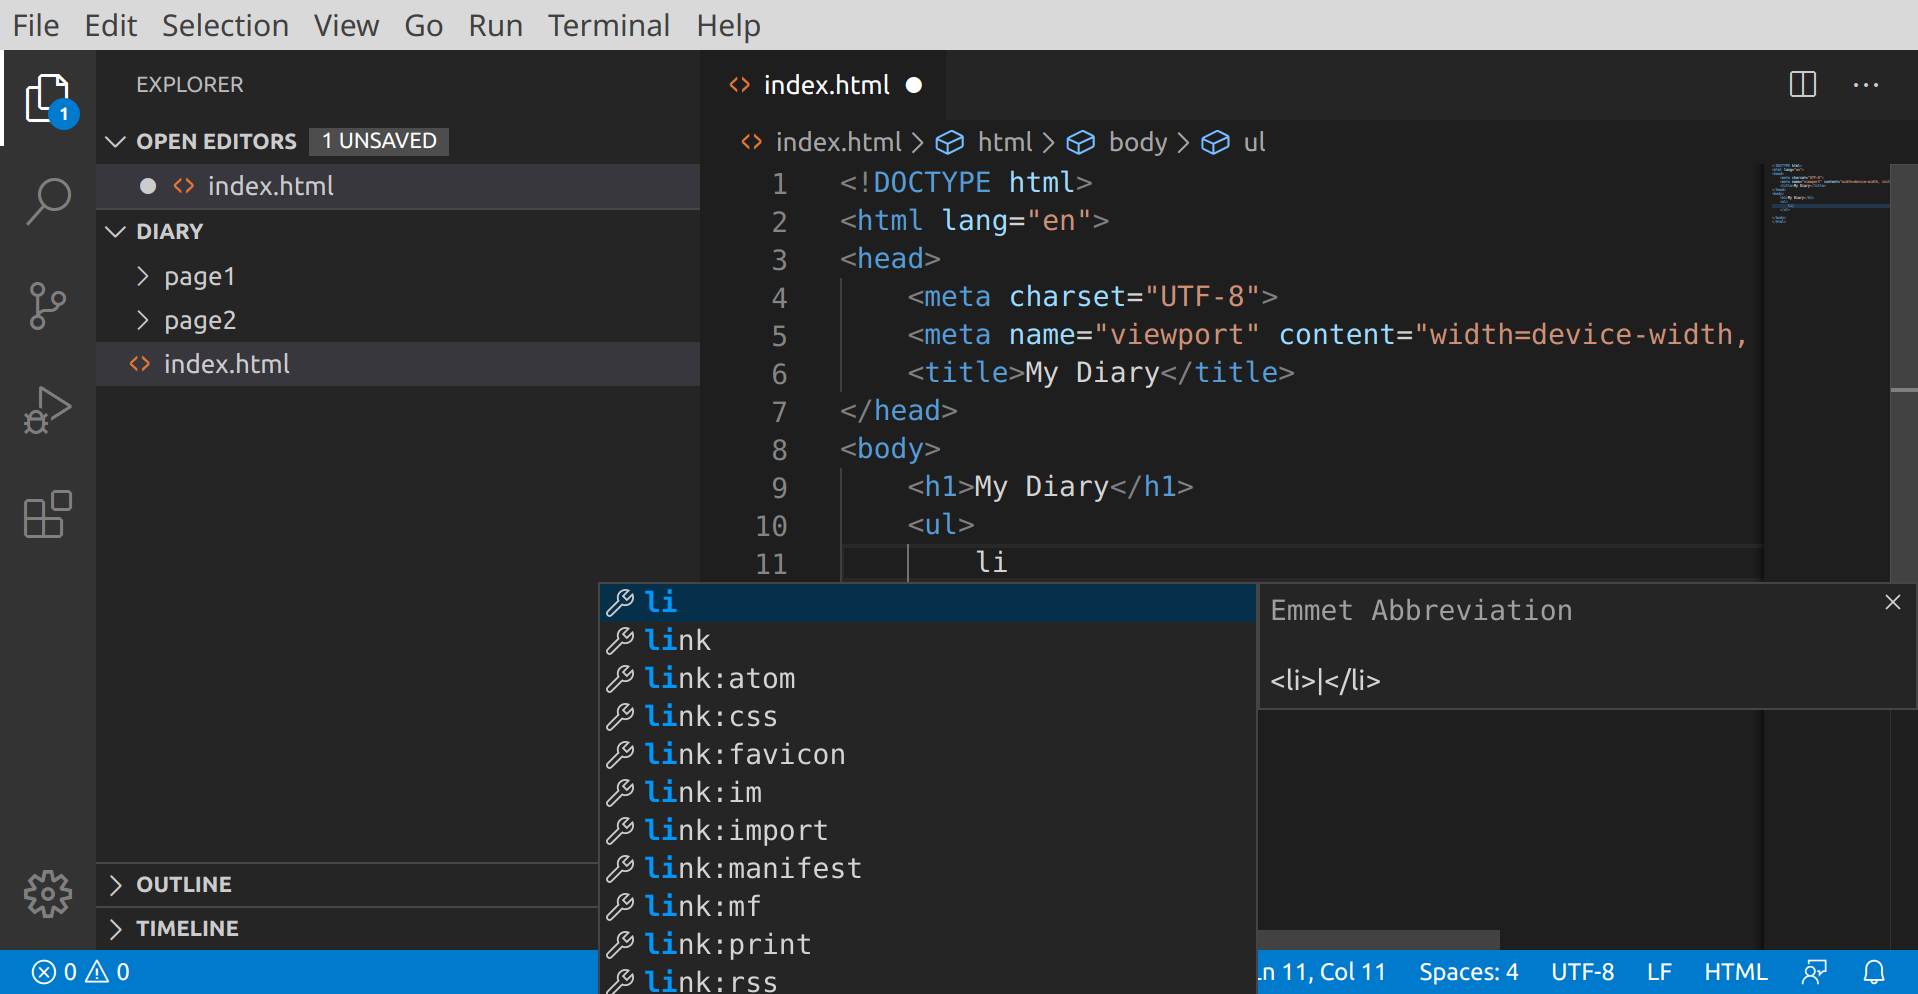 File Edit Selection View Go Run Terminal Help
EXPLORER
OPEN EDITORS 1 UNSAVED
index.html
DIARY
page1
page2
index.html
OUTLINE
TIMELINE
1
index.html
index.html > html > body > ul
1 <!DOCTYPE html>
2 <html lang="en">
3 <head>
4 <meta charset="UTF-8">
5 <meta name="viewport" content="width=device-width,
6 <title>My Diary</title>
7 </head>
8 <body>
9 <h1>My Diary</h1>
10 <ul>
11 li
li
link
link:atom
link:css
link:favicon
link:im
link:import
link:manifest
link:mf
link:print
link:rss
Emmet Abbreviation
<li>|</li>
0 0
Ln 11, Col 11 Spaces: 4 UTF-8 LF HTML